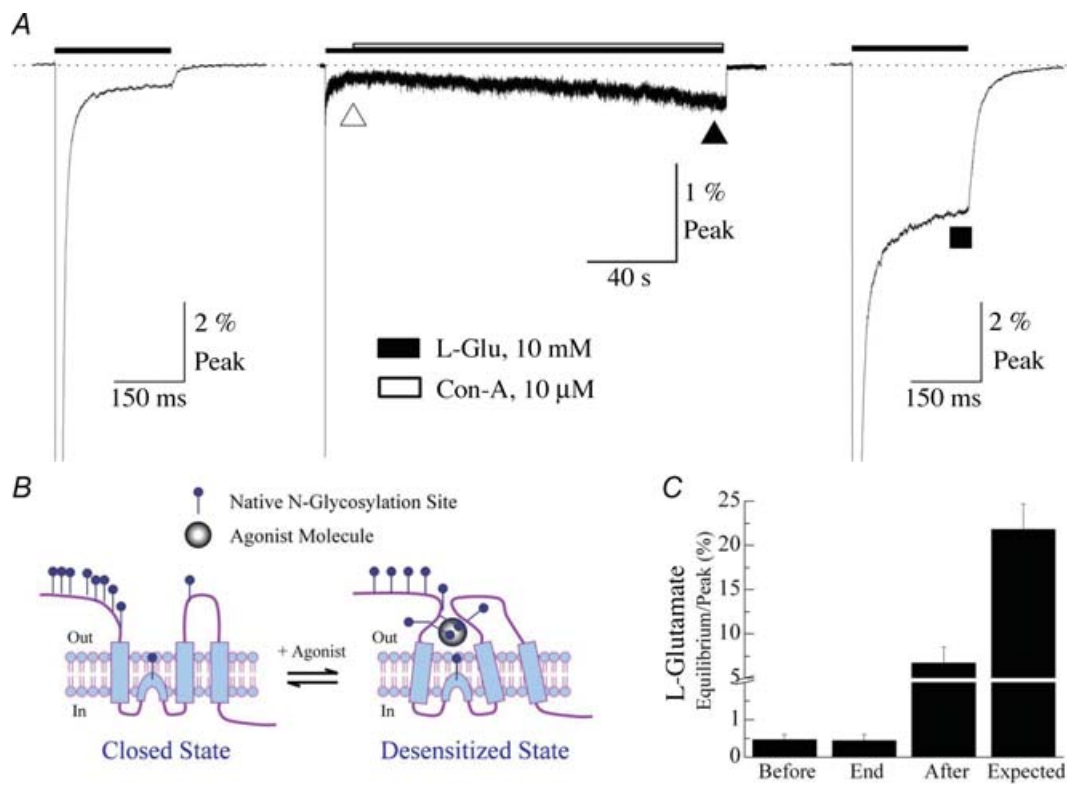 A
2 %
Peak
150 ms
1 %
Peak
40 s
L-Glu, 10 mM
Con-A, 10 μM
2 %
Peak
150 ms
B
Native N-Glycosylation Site
Agonist Molecule
Out
In
+ Agonist
Out
In
Closed State
Desensitized State
C
L-Glutamate
Equilibrium/Peak (%)
25
20
15
10
5
1
0
Before End After Expected